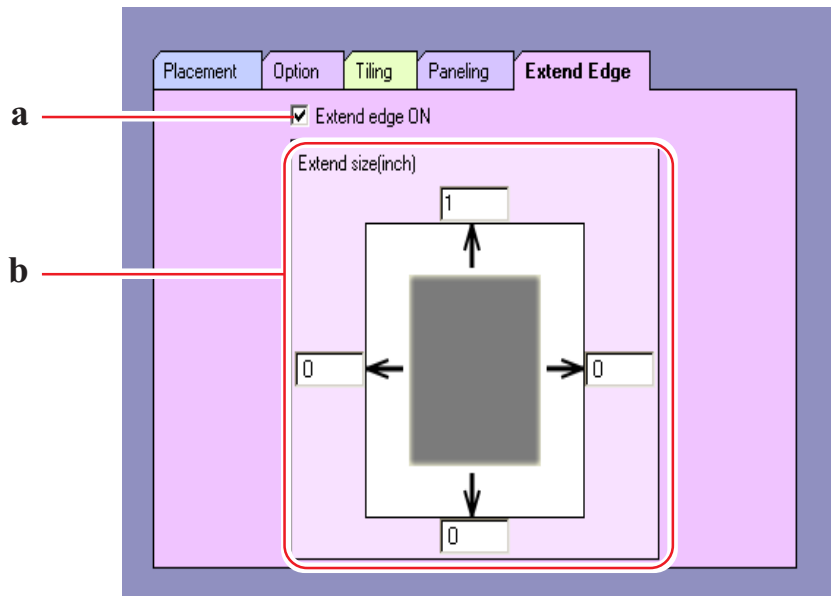 Placement Option Tiling Paneling Extend Edge
a Extend edge ON
Extend size(inch)
1
b
0 0
0